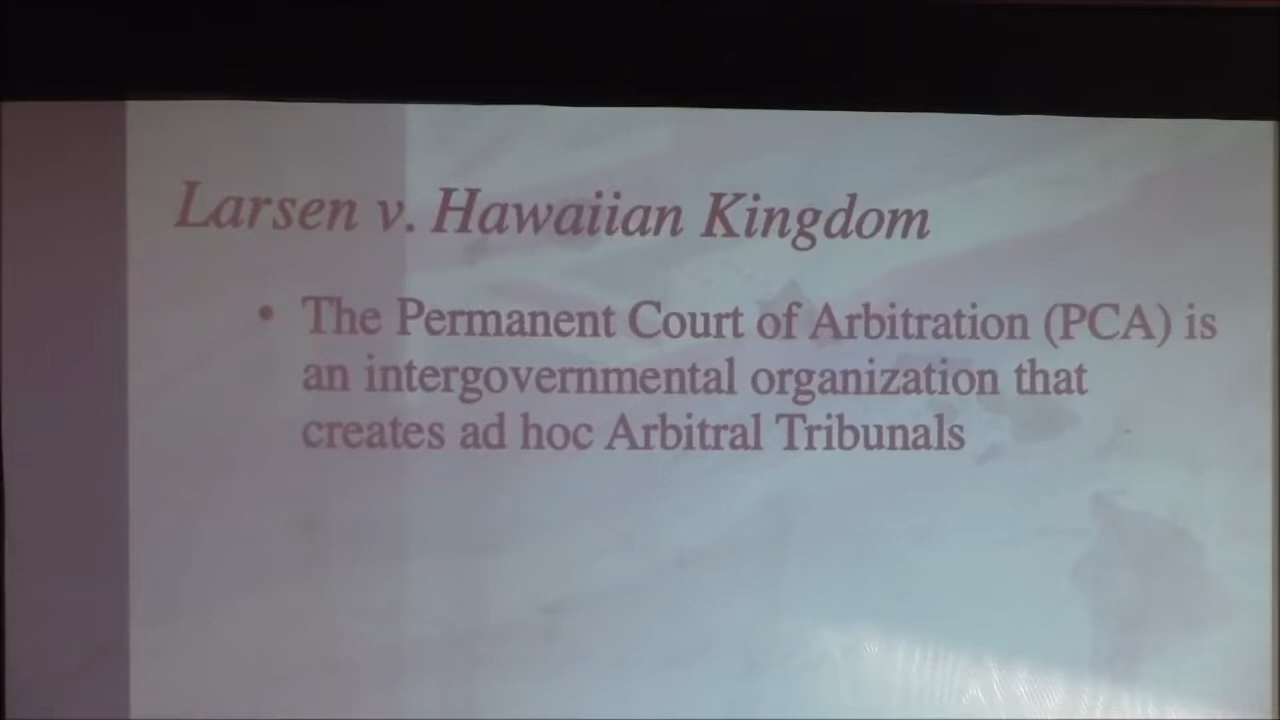 Larsen v. Hawaiian Kingdom
• The Permanent Court of Arbitration (PCA) is
an intergovernmental organization that
creates ad hoc Arbitral Tribunals